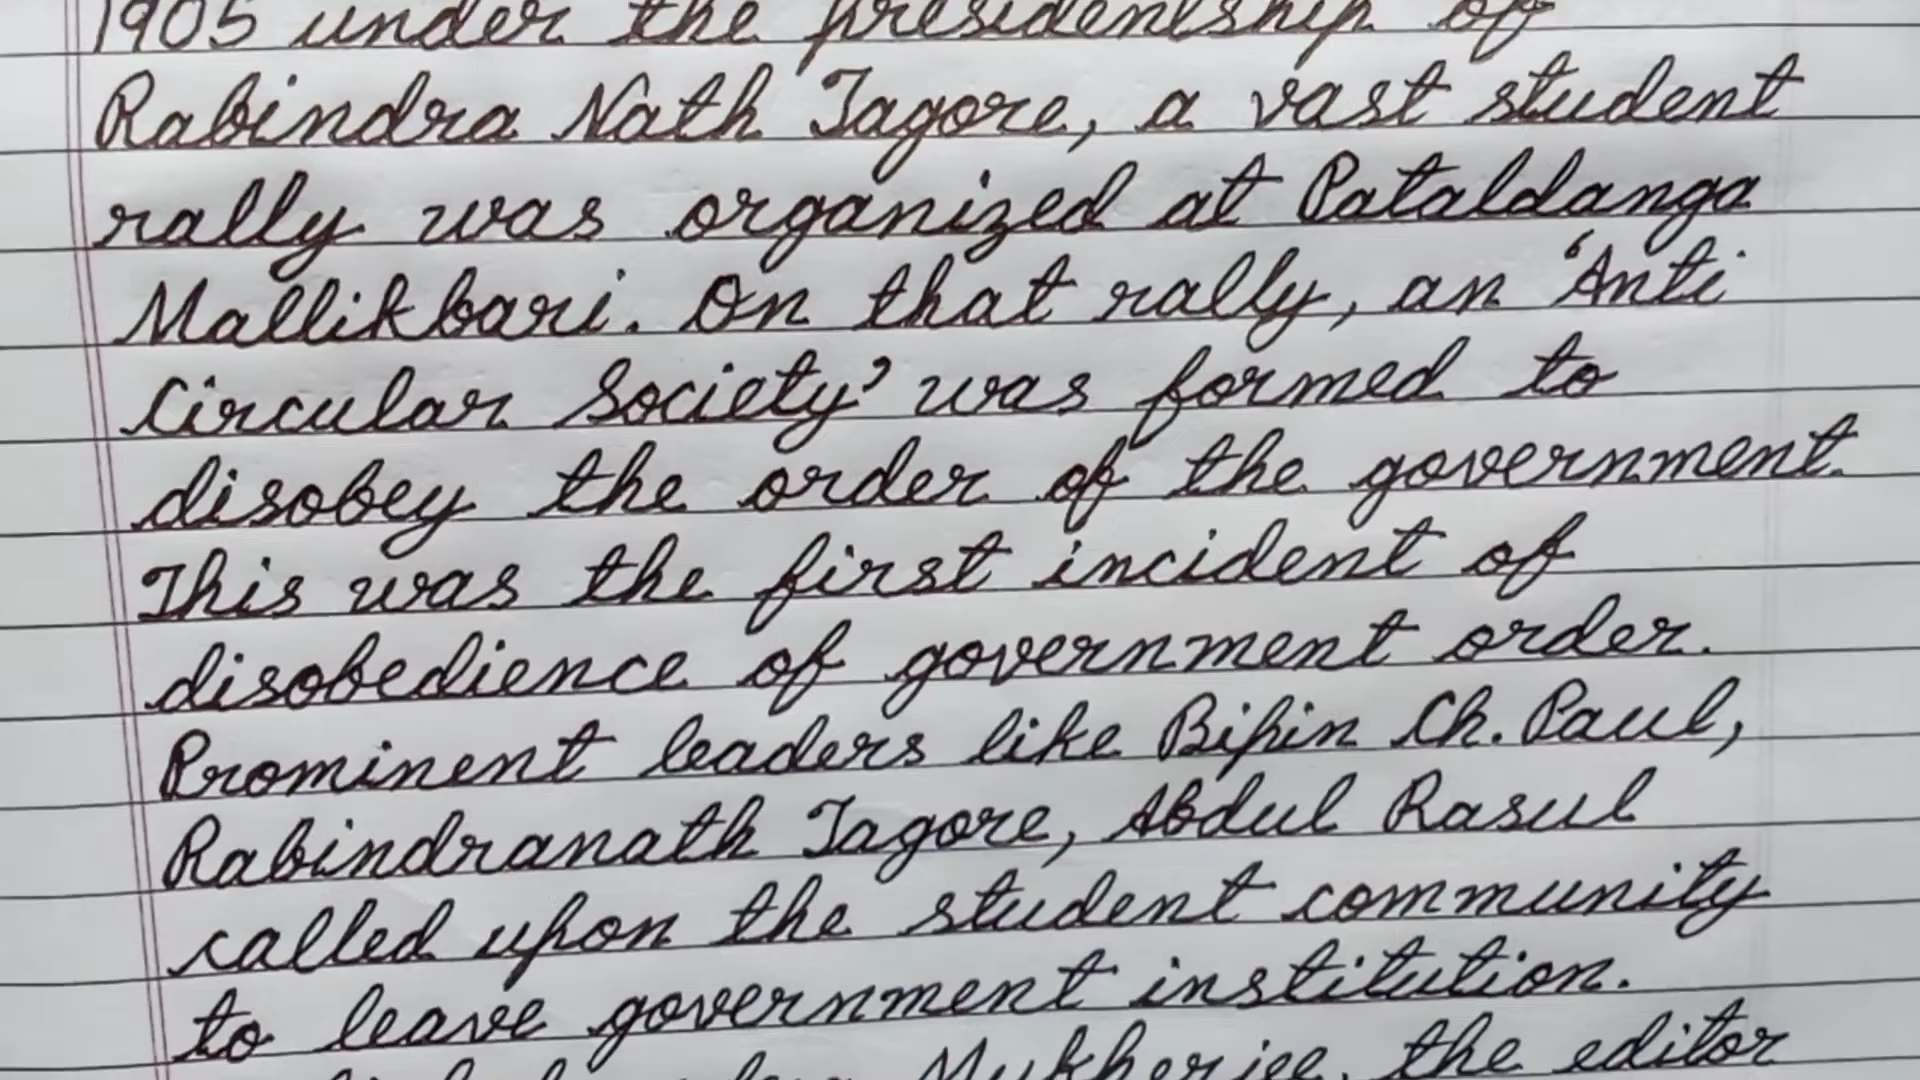 1905 under the presidentship of
Rabindra Nath Tagore, a vast student
rally was organized at Pataldanga
Mallikbari. On that rally, an 'Anti
Circular Society' was formed to
disobey the order of the government.
This was the first incident of
disobedience of government order.
Prominent leaders like Bipin Ch. Paul,
Rabindranath Tagore, Abdul Rasul
called upon the student community
to leave government institution.
Mukherjee, the editor